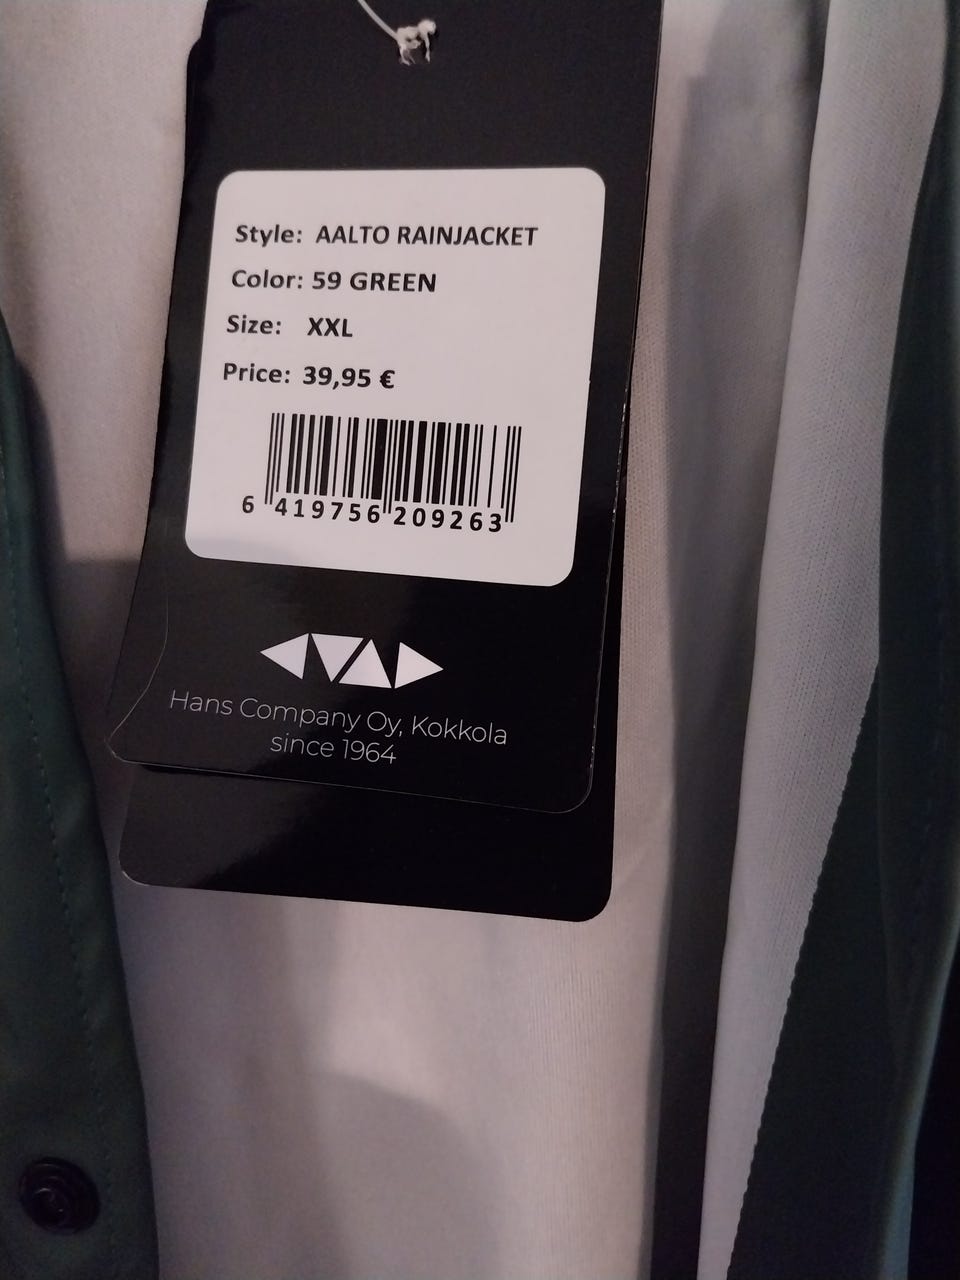 Style: AALTO RAINJACKET
Color: 59 GREEN
Size: XXL
Price: 39,95 €
6 419756 209263
Hans Company Oy, Kokkola
since 1964